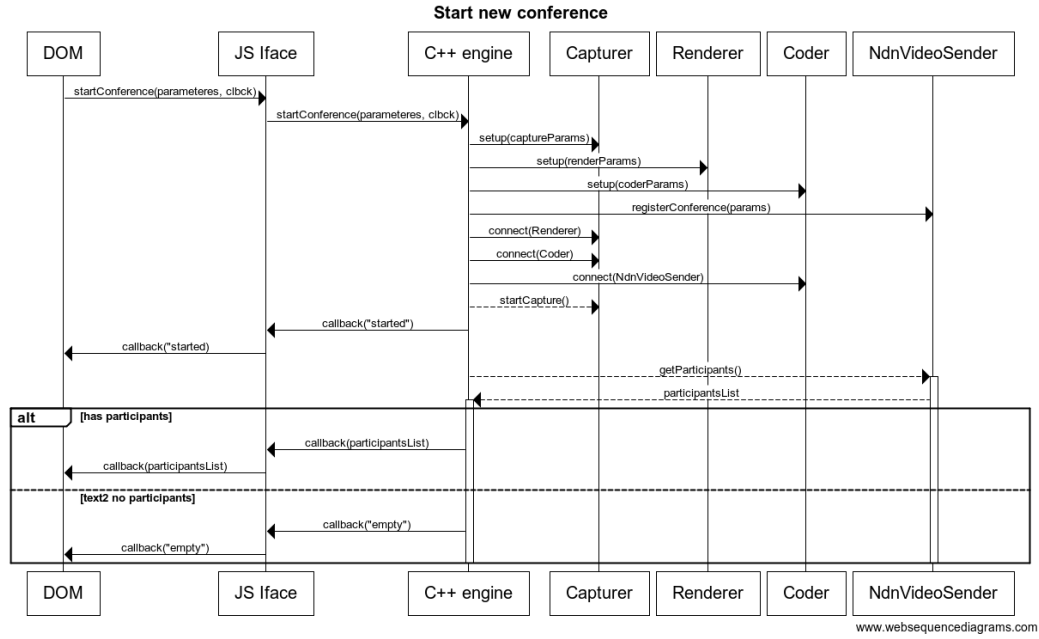 Start new conference
DOM JS Iface C++ engine Capturer Renderer Coder NdnVideoSender
startConference(parameteres, clbck)
startConference(parameteres, clbck)
setup(captureParams)
setup(renderParams)
setup(coderParams)
registerConference(params)
connect(Renderer)
connect(Coder)
connect(NdnVideoSender)
startCapture()
callback("started")
callback("started)
getParticipants()
participantsList
alt [has participants]
callback(participantsList)
callback(participantsList)
[text2 no participants]
callback("empty")
callback("empty")
DOM JS Iface C++ engine Capturer Renderer Coder NdnVideoSender
www.websequencediagrams.com